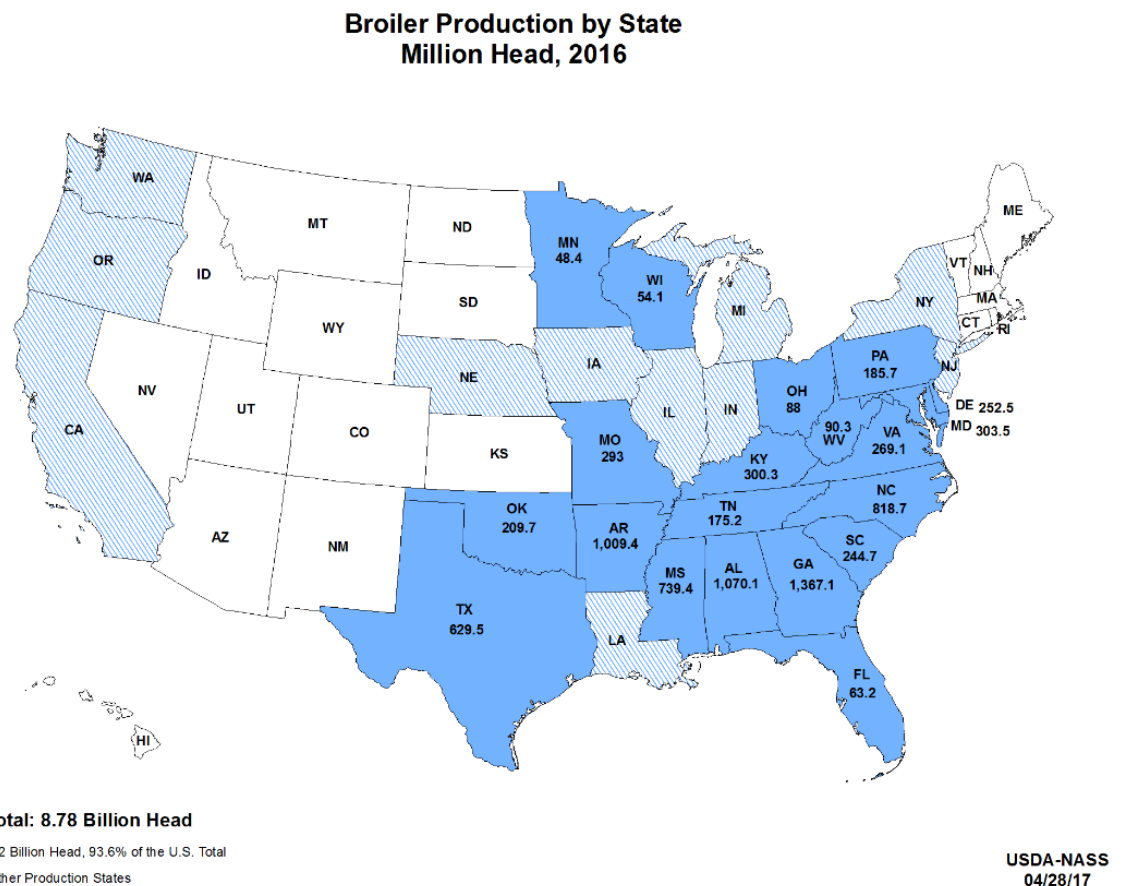 Broiler Production by State
Million Head, 2016
WA
MT
ND
MN
48.4
ME
OR
ID
SD
WI
54.1
VT
NH
WY
MI
NY
MA
CT
RI
NE
IA
PA
185.7
NJ
NV
UT
CO
IL
IN
OH
88
DE 252.5
MD 303.5
CA
KS
MO
293
90.3
WV
VA
269.1
KY
300.3
AZ
NM
OK
209.7
AR
1,009.4
TN
175.2
NC
818.7
SC
244.7
MS
739.4
AL
1,070.1
GA
1,367.1
TX
629.5
LA
FL
63.2
HI
otal: 8.78 Billion Head
2 Billion Head, 93.6% of the U.S. Total
ther Production States
USDA-NASS
04/28/17